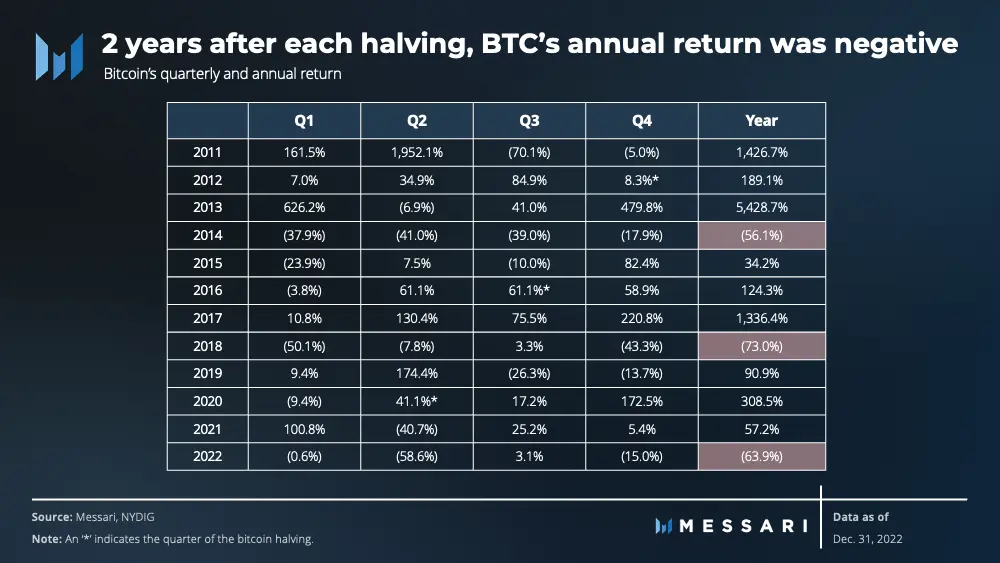 2 years after each halving, BTC's annual return was negative
Bitcoin's quarterly and annual return
Q1 Q2 Q3 Q4 Year
2011 161.5% 1,952.1% (70.1%) (5.0%) 1,426.7%
2012 7.0% 34.9% 84.9% 8.3%* 189.1%
2013 626.2% (6.9%) 41.0% 479.8% 5,428.7%
2014 (37.9%) (41.0%) (39.0%) (17.9%) (56.1%)
2015 (23.9%) 7.5% (10.0%) 82.4% 34.2%
2016 (3.8%) 61.1% 61.1%* 58.9% 124.3%
2017 10.8% 130.4% 75.5% 220.8% 1,336.4%
2018 (50.1%) (7.8%) 3.3% (43.3%) (73.0%)
2019 9.4% 174.4% (26.3%) (13.7%) 90.9%
2020 (9.4%) 41.1%* 17.2% 172.5% 308.5%
2021 100.8% (40.7%) 25.2% 5.4% 57.2%
2022 (0.6%) (58.6%) 3.1% (15.0%) (63.9%)
Source: Messari, NYDIG
Note: An '*' indicates the quarter of the bitcoin halving.
MESSARI
Data as of
Dec. 31, 2022